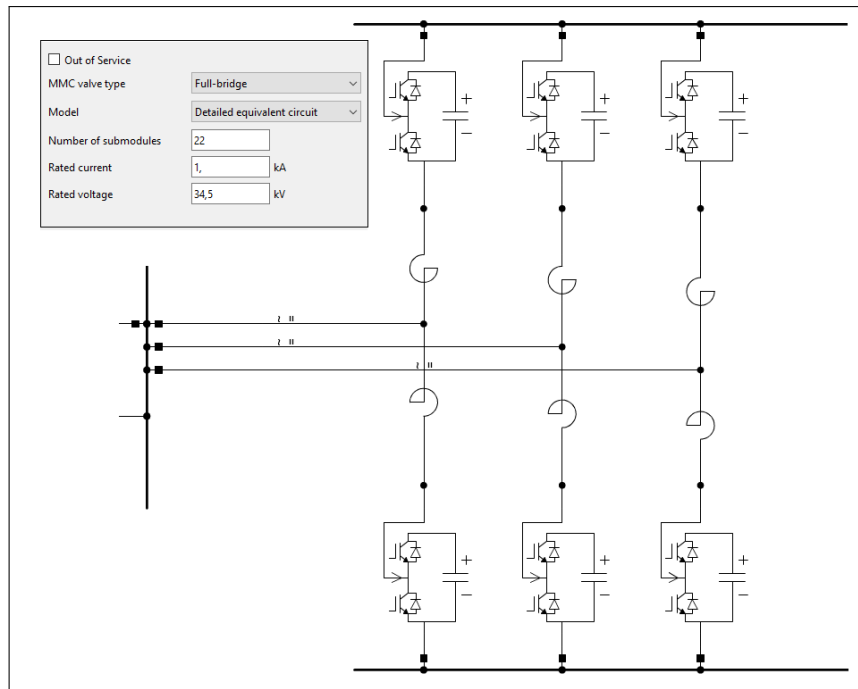 Out of Service
MMC valve type Full-bridge
Model Detailed equivalent circuit
Number of submodules 22
Rated current 1, kA
Rated voltage 34,5 kV